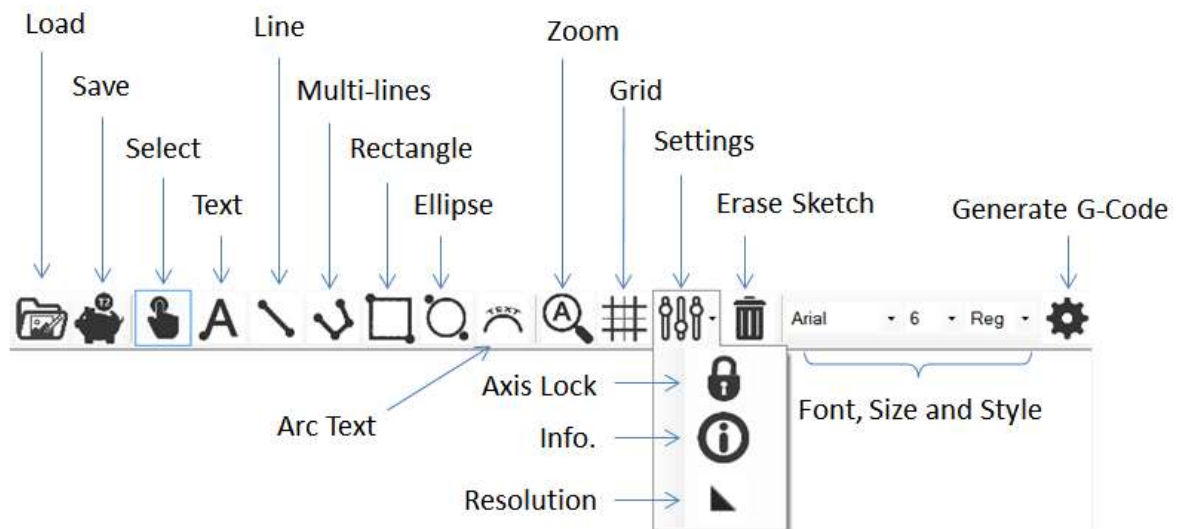 Load
Line
Zoom
Save
Multi-lines
Grid
Select
Rectangle
Settings
Text
Ellipse
Erase Sketch
Generate G-Code
T2
A
TEXT
A
Arial
6
Reg
Axis Lock
Font, Size and Style
Arc Text
Info.
i
Resolution